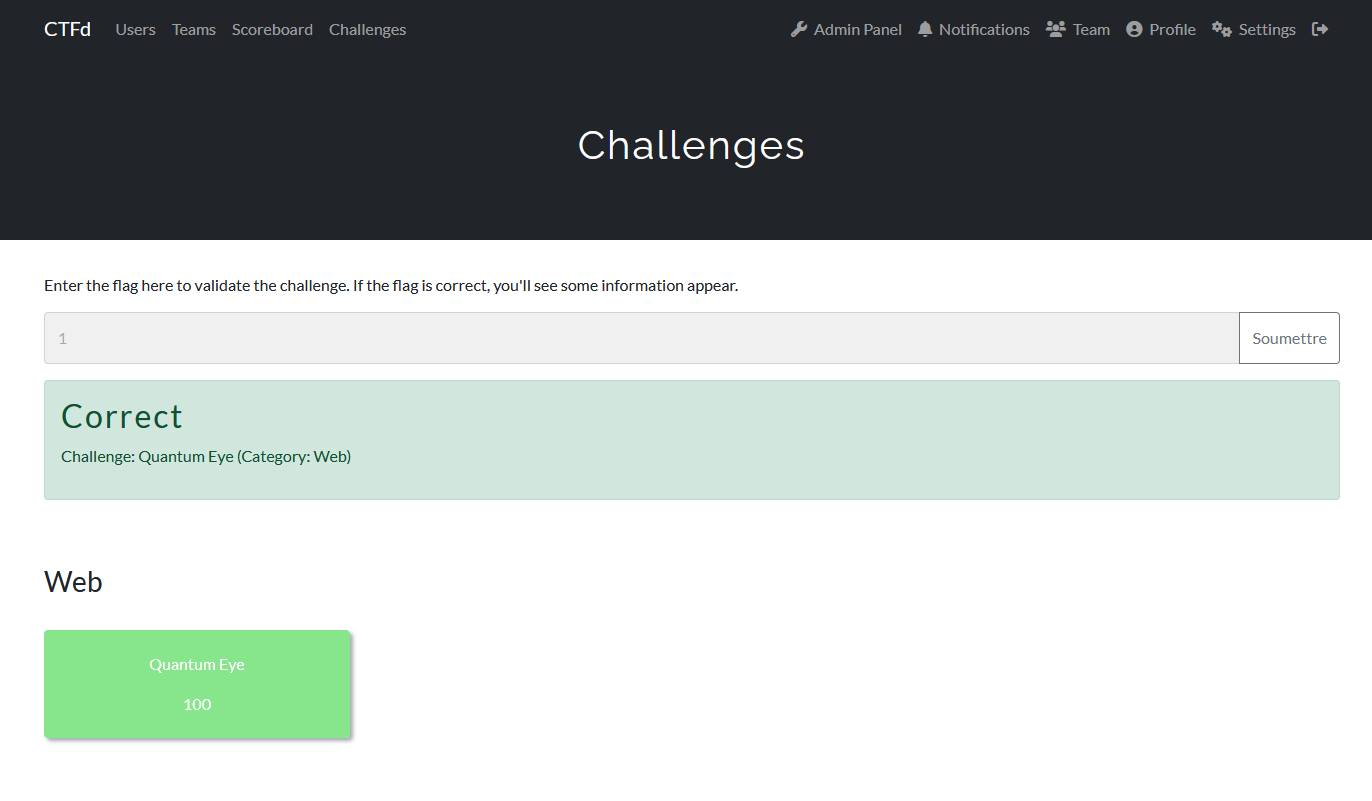 CTFd Users Teams Scoreboard Challenges Admin Panel Notifications Team Profile Settings
Challenges
Enter the flag here to validate the challenge. If the flag is correct, you'll see some information appear.
1 Soumettre
Correct
Challenge: Quantum Eye (Category: Web)
Web
Quantum Eye
100